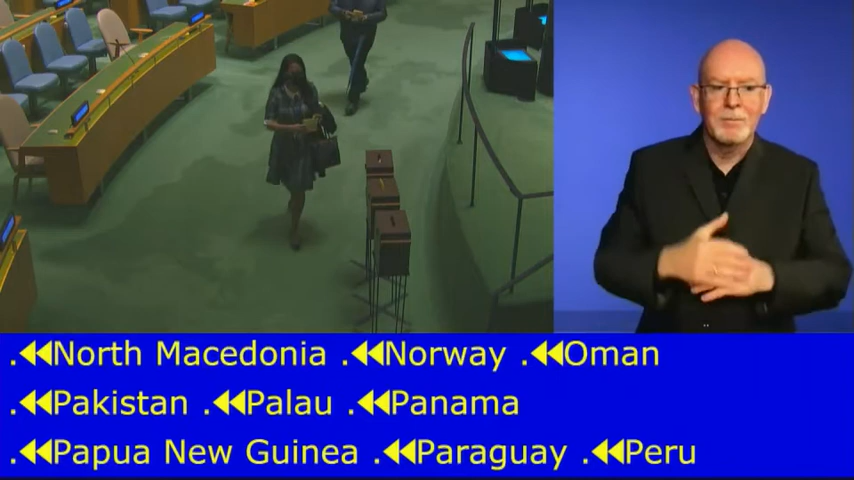 .⏪North Macedonia .⏪Norway .⏪Oman
.⏪Pakistan .⏪Palau .⏪Panama
.⏪Papua New Guinea .⏪Paraguay .⏪Peru